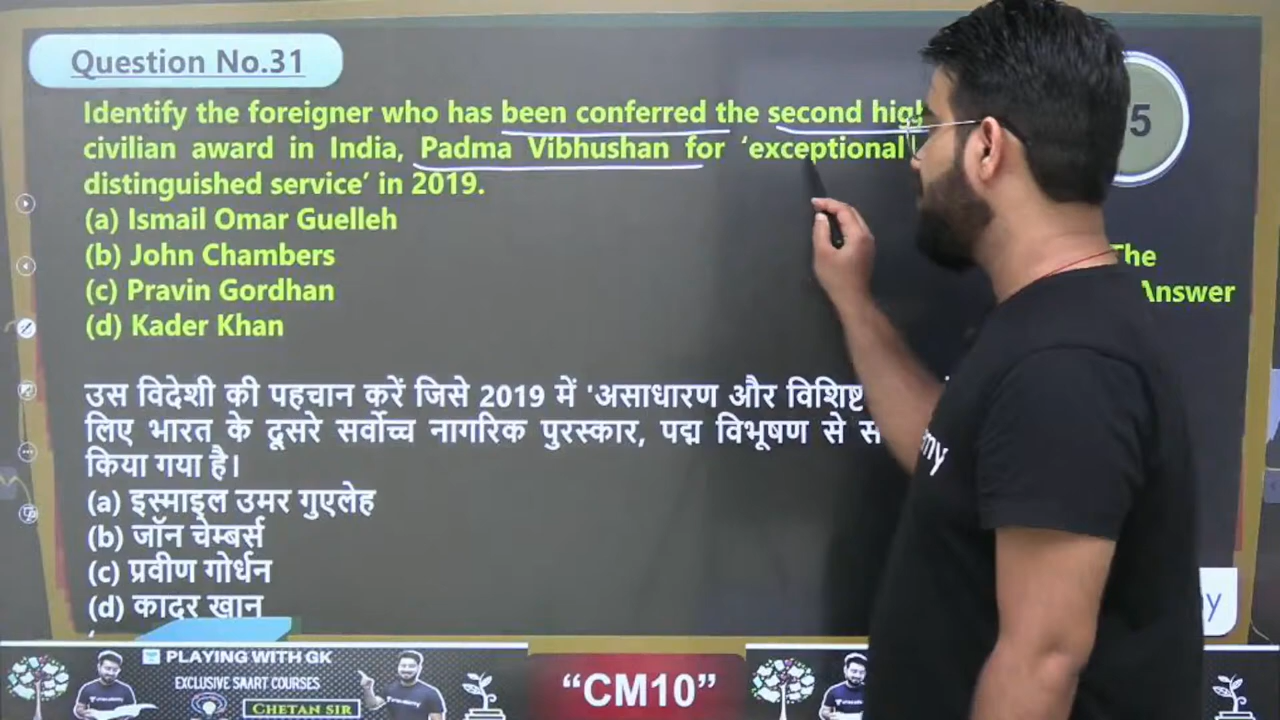 Question No.31
Identify the foreigner who has been conferred the second
civilian award in India, Padma Vibhushan for ‘exceptional
distinguished service’ in 2019.
(a) Ismail Omar Guelleh
(b) John Chambers
(c) Pravin Gordhan
(d) Kader Khan
5
The
Answer
उस विदेशी की पहचान करें जिसे 2019 में 'असाधारण और विशिष्ट
लिए भारत के दूसरे सर्वोच्च नागरिक पुरस्कार, पद्म विभूषण से
किया गया है।
(a) इस्माइल उमर गुएलेह
(b) जॉन चेम्बर्स
(c) प्रवीण गोर्धन
(d) कादर खान
PLAYING WITH GK
EXCLUSIVE SAART COURSES
CHETAN SIR
“CM10”